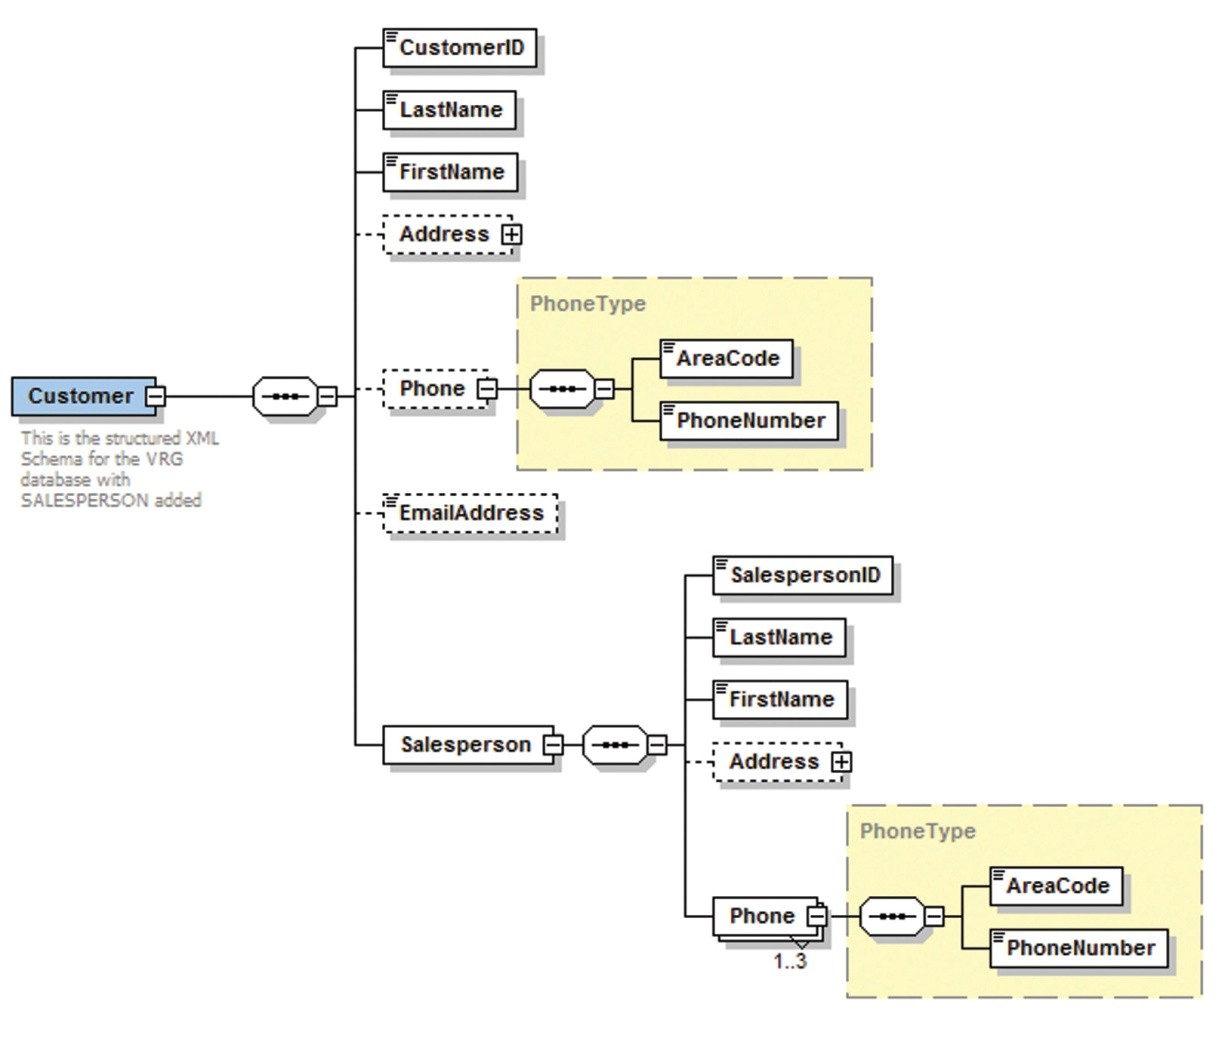 CustomerID
LastName
FirstName
Address
PhoneType
AreaCode
Phone
PhoneNumber
Customer
This is the structured XML
Schema for the VRG
database with
SALESPERSON added
EmailAddress
SalespersonID
LastName
FirstName
Salesperson
Address
PhoneType
AreaCode
Phone
PhoneNumber
1..3